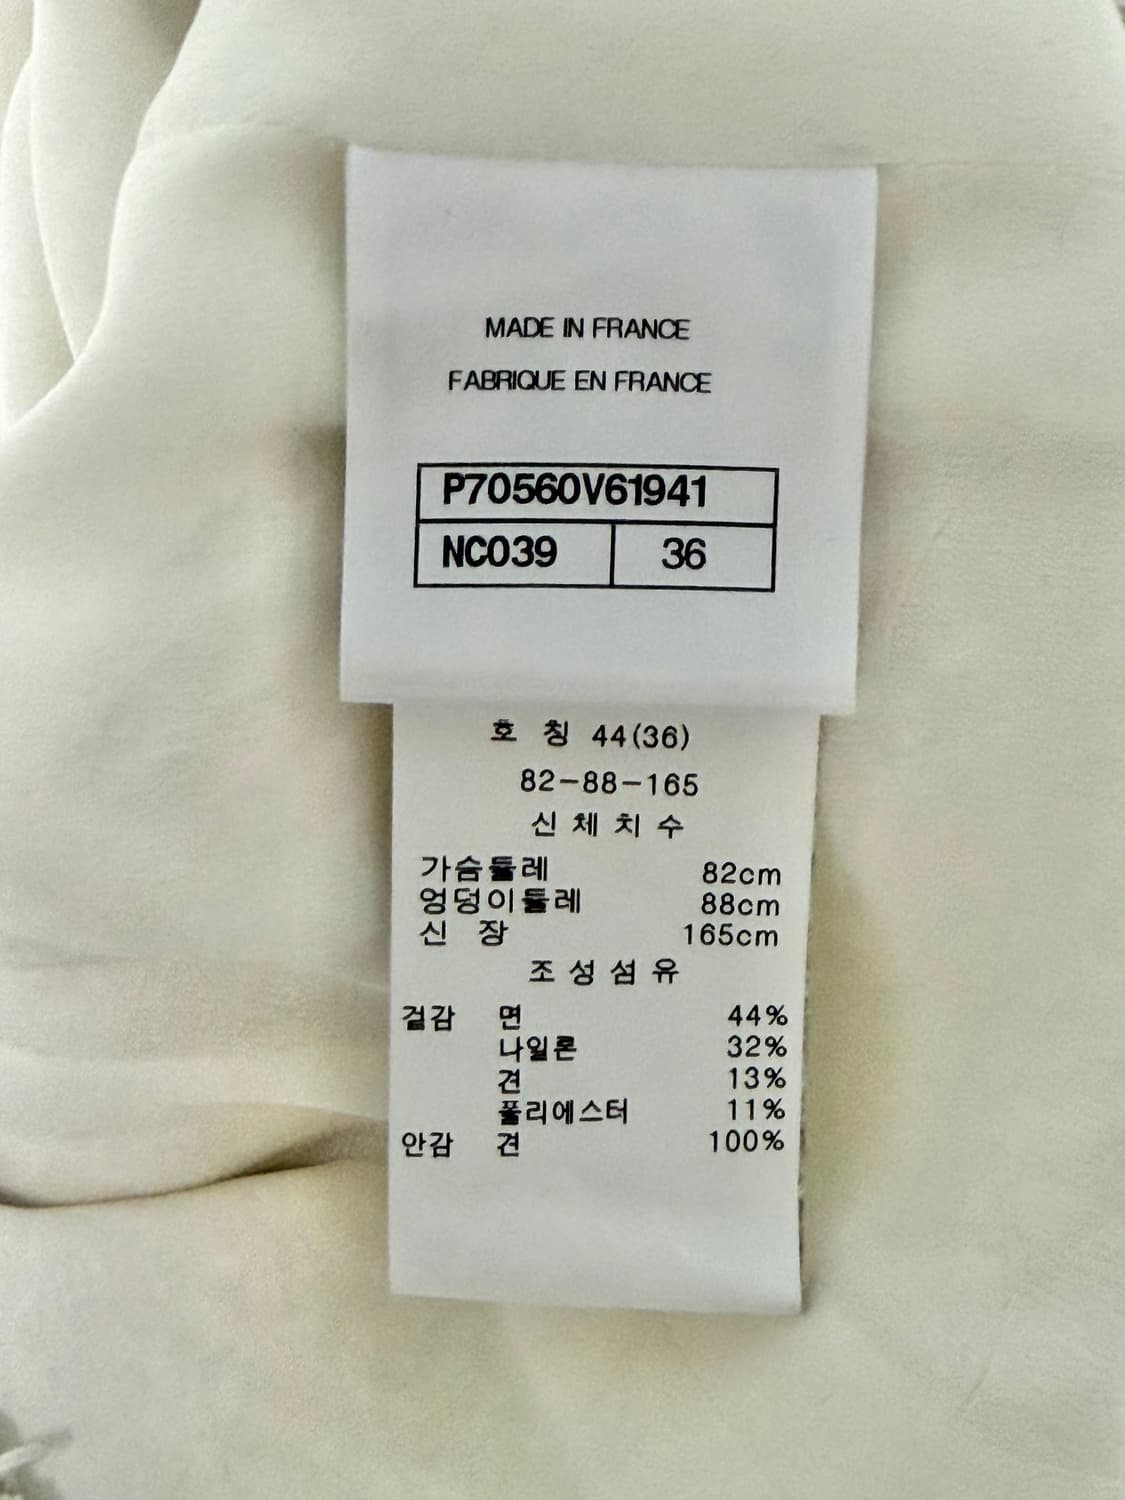 MADE IN FRANCE
FABRIQUE EN FRANCE
P70560V61941
NC039 36
호 칭 44(36)
82-88-165
신 체 치 수
가슴둘레 82cm
엉덩이둘레 88cm
신 장 165cm
조 성 섬 유
겉감 면 44%
나일론 32%
견 13%
폴리에스터 11%
안감 견 100%